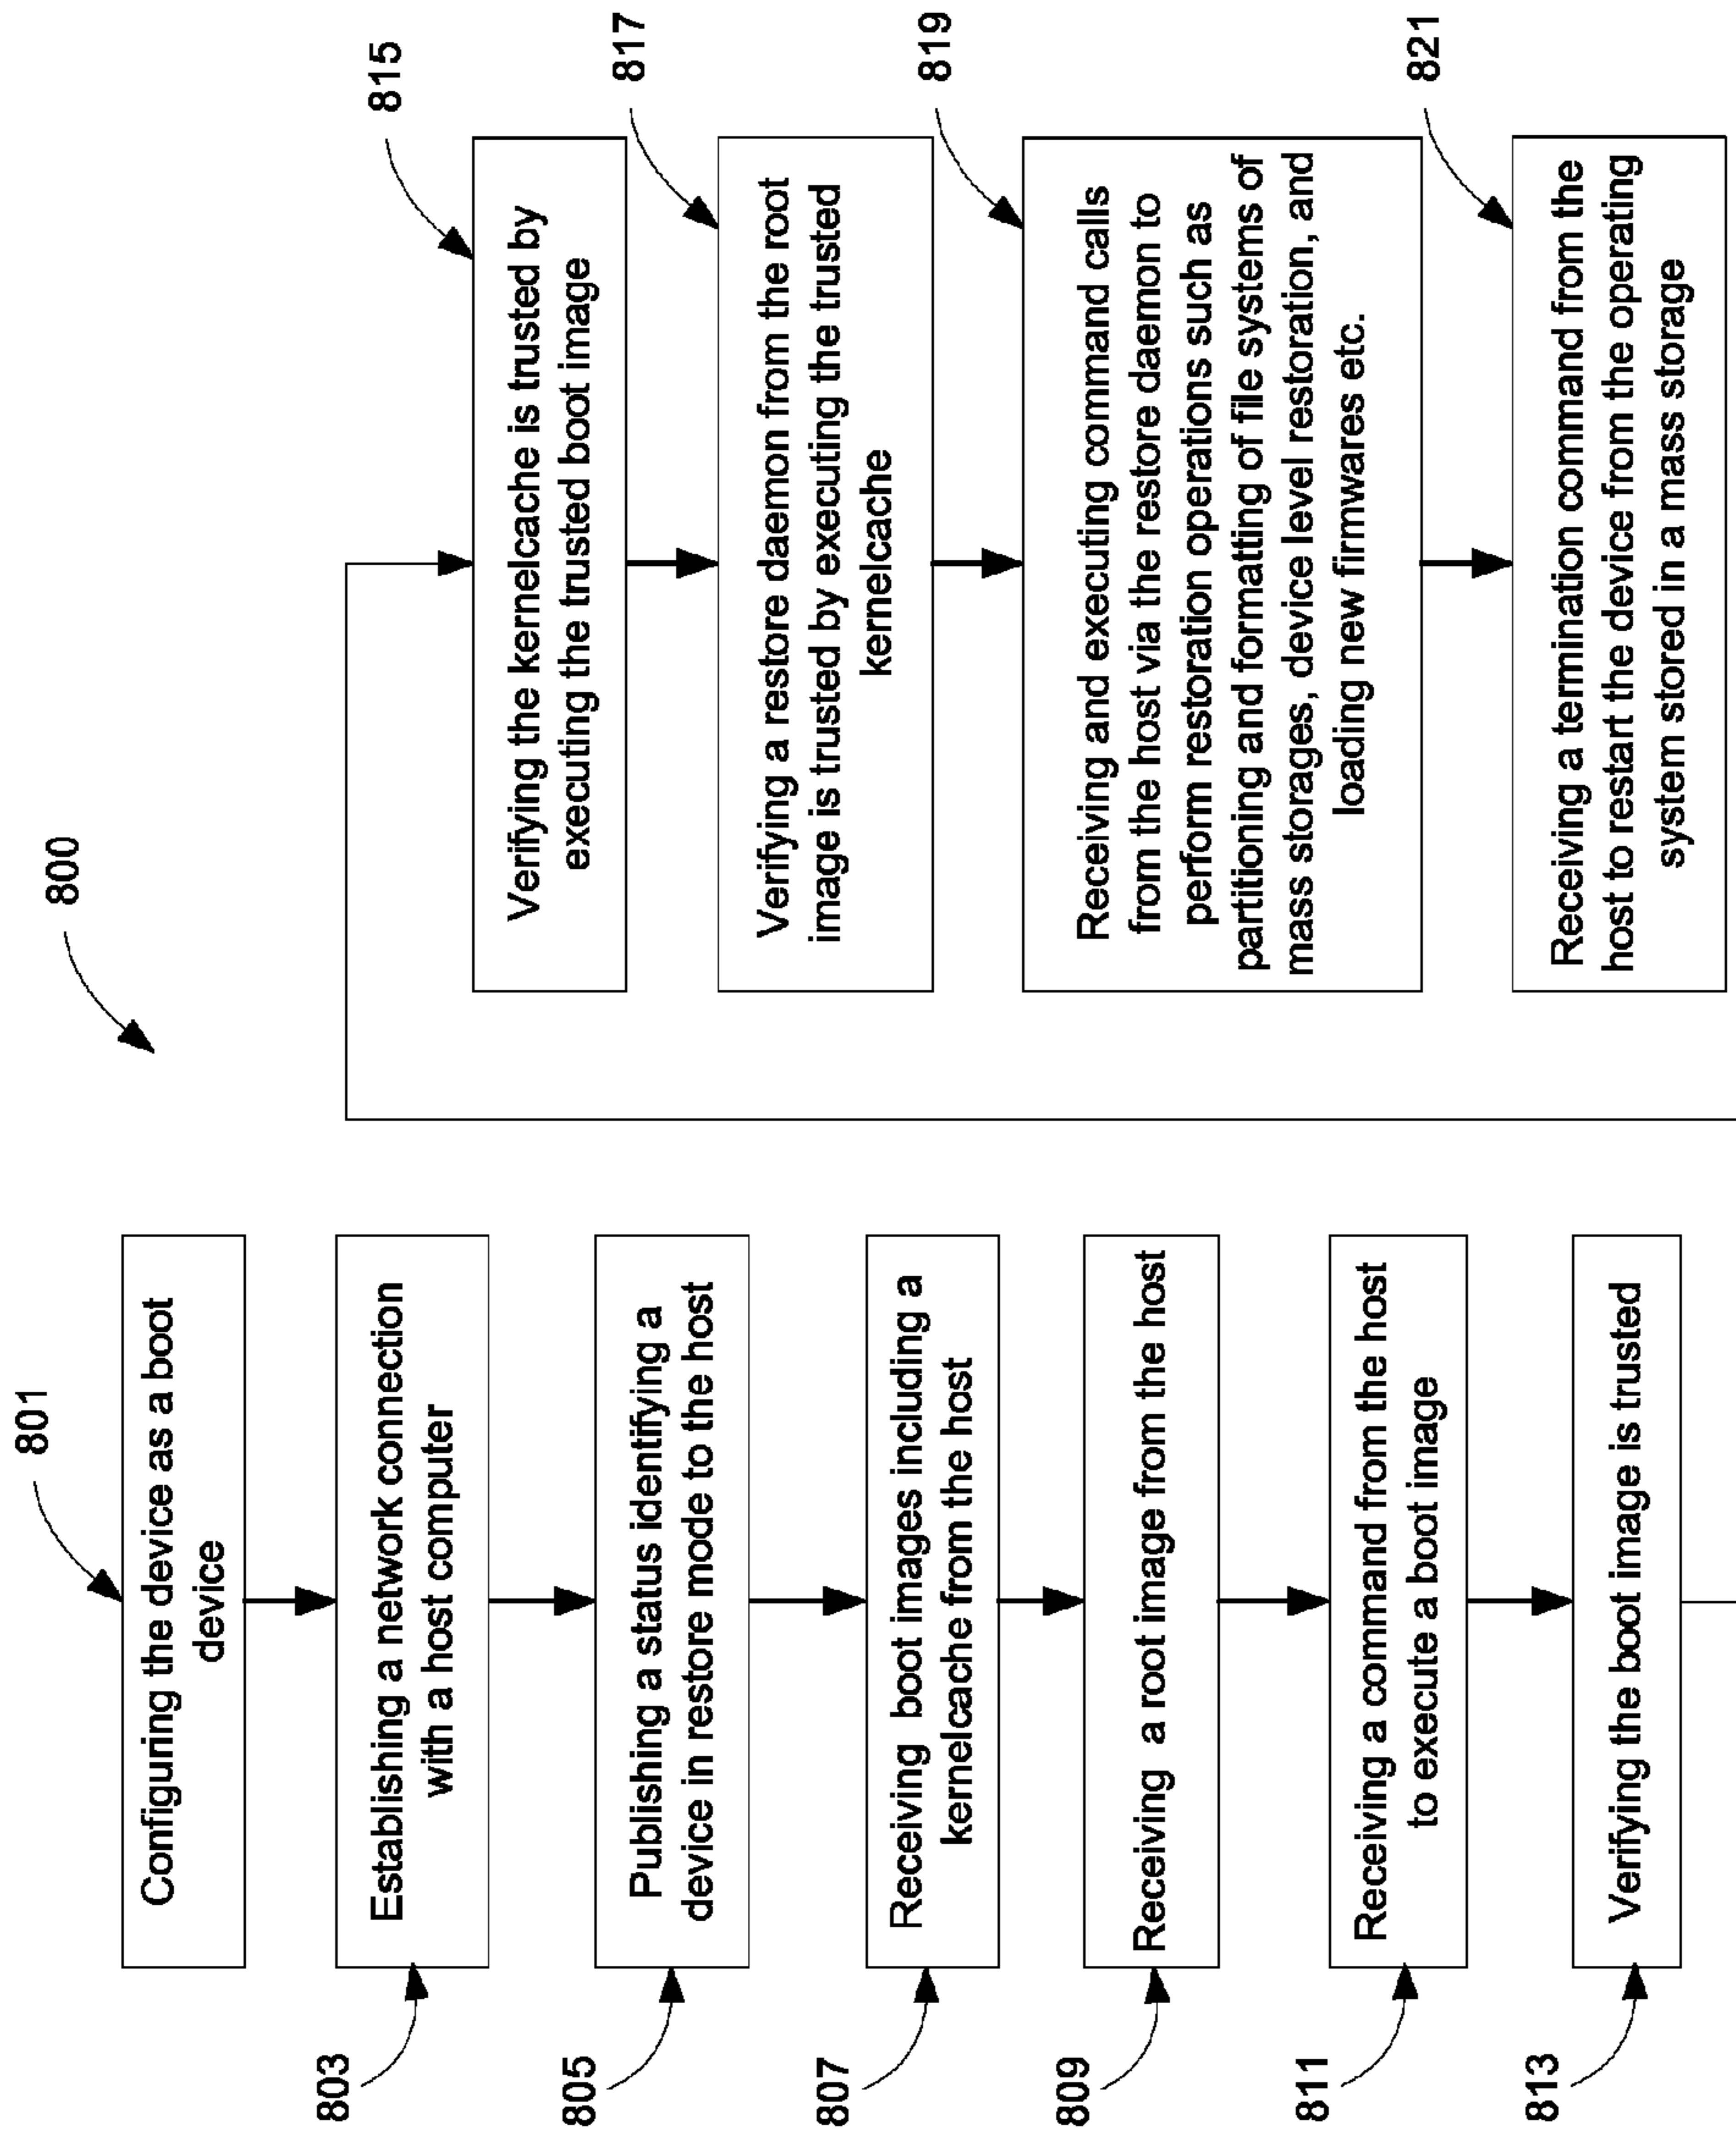 800
801
Configuring the device as a boot
device
803
Establishing a network connection
with a host computer
805
Publishing a status identifying a
device in restore mode to the host
807
Receiving boot images including a
kernelcache from the host
809
Receiving a root image from the host
811
Receiving a command from the host
to execute a boot image
813
Verifying the boot image is trusted
815
Verifying the kernelcache is trusted by
executing the trusted boot image
817
Verifying a restore daemon from the root
image is trusted by executing the trusted
kernelcache
819
Receiving and executing command calls
from the host via the restore daemon to
perform restoration operations such as
partitioning and formatting of file systems of
mass storages, device level restoration, and
loading new firmwares etc.
821
Receiving a termination command from the
host to restart the device from the operating
system stored in a mass storage